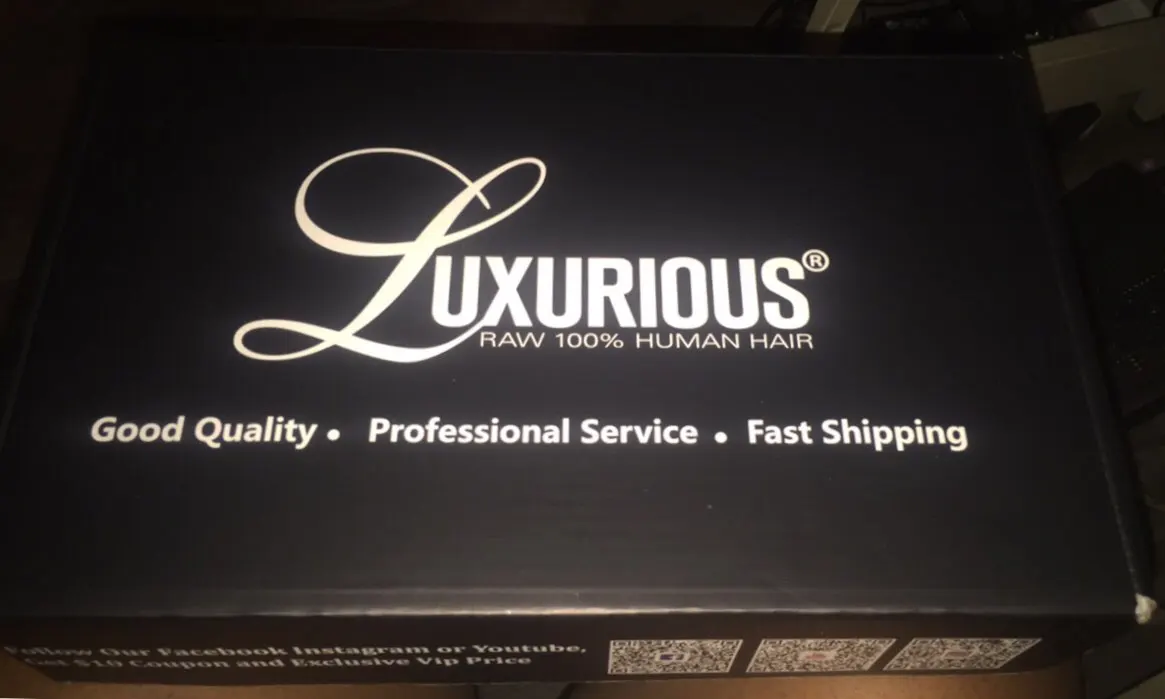 LUXURIOUS®
RAW 100% HUMAN HAIR
Good Quality • Professional Service • Fast Shipping
Follow Our Facebook Instagram or Youtube,
Get $10 Coupon and Exclusive Vip Price